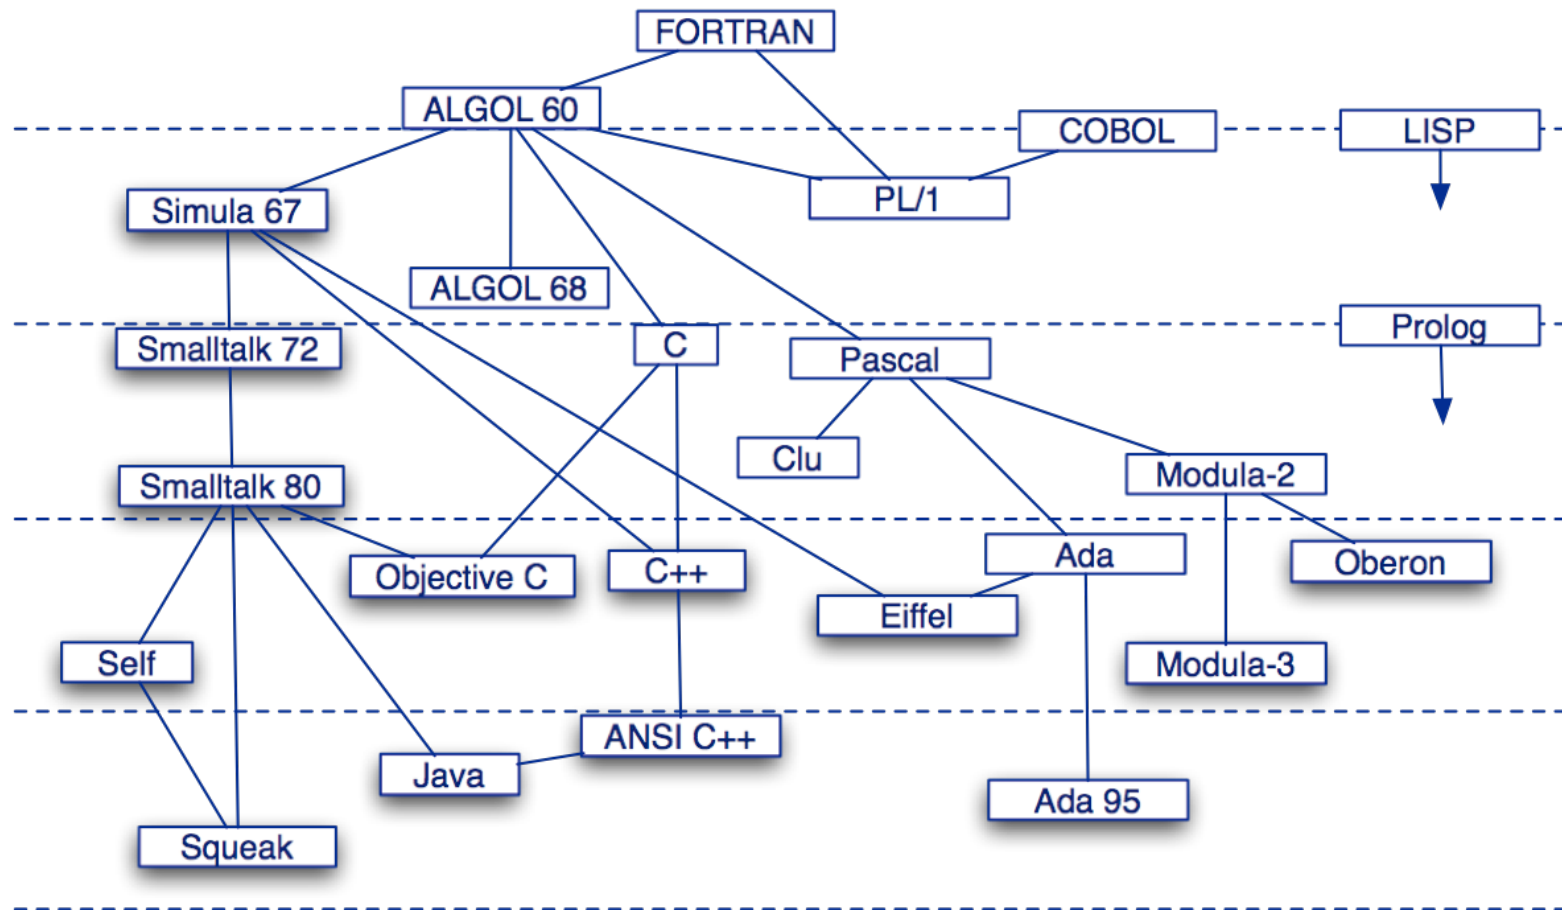 FORTRAN
ALGOL 60
COBOL
LISP
PL/1
Simula 67
ALGOL 68
Prolog
Smalltalk 72
C
Pascal
Clu
Modula-2
Smalltalk 80
Ada
Oberon
Objective C
C++
Eiffel
Self
Modula-3
ANSI C++
Java
Ada 95
Squeak